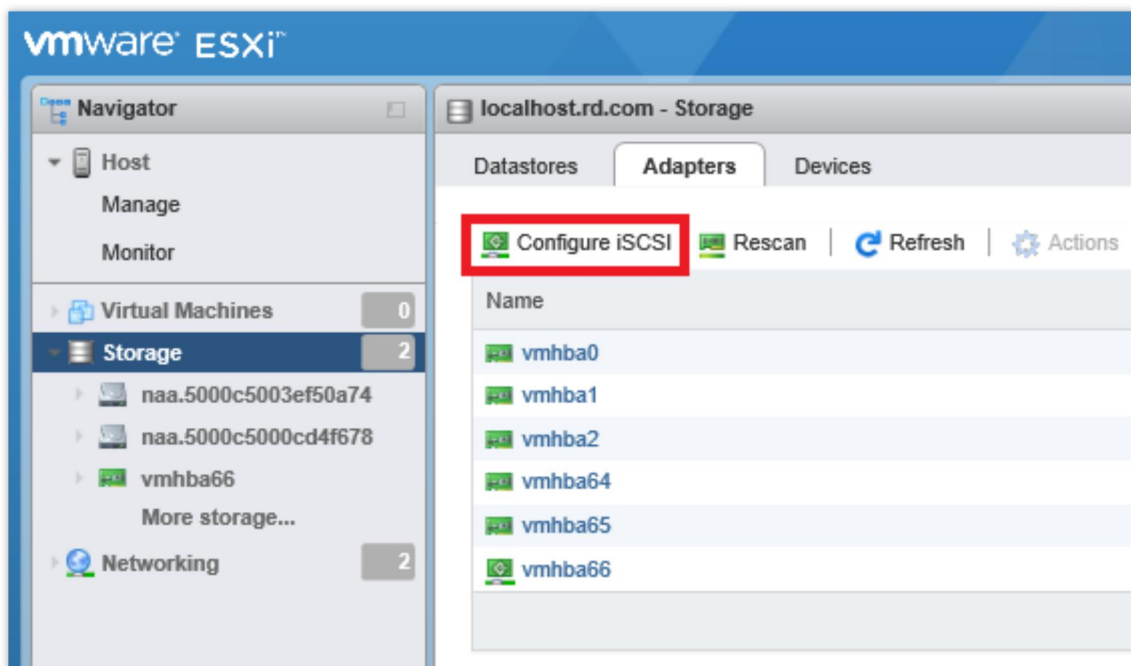 vmware ESXi™
Navigator
Host
Manage
Monitor
Virtual Machines 0
Storage 2
naa.5000c5003ef50a74
naa.5000c5000cd4f678
vmhba66
More storage...
Networking 2
localhost.rd.com - Storage
Datastores Adapters Devices
Configure iSCSI Rescan Refresh Actions
Name
vmhba0
vmhba1
vmhba2
vmhba64
vmhba65
vmhba66